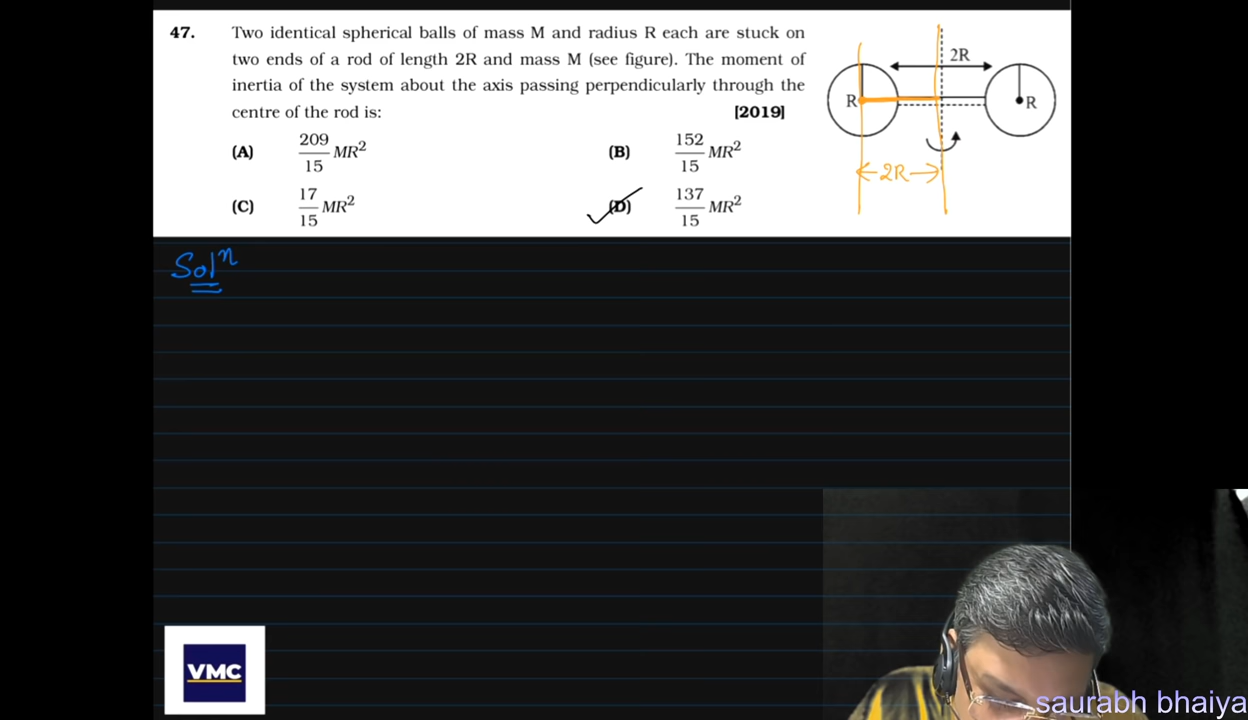 47. Two identical spherical balls of mass M and radius R each are stuck on
two ends of a rod of length 2R and mass M (see figure). The moment of
inertia of the system about the axis passing perpendicularly through the
centre of the rod is: [2019]
(A) 209/15 MR² (B) 152/15 MR²
(C) 17/15 MR² (D) 137/15 MR²
2R
R R
2R
Solⁿ
VMC
saurabh bhaiya